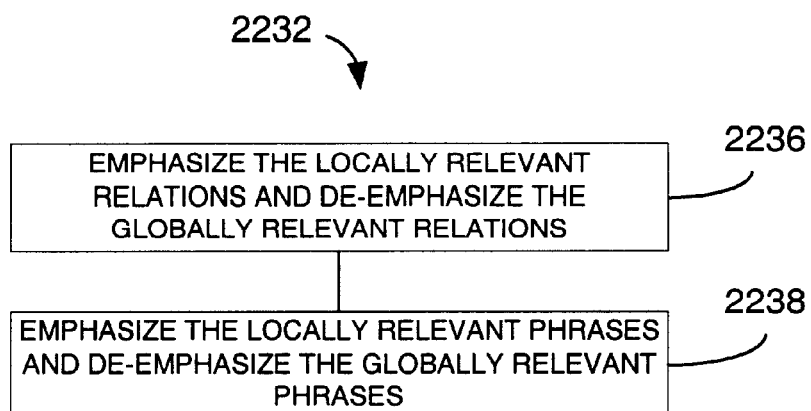 2232
2236
EMPHASIZE THE LOCALLY RELEVANT
RELATIONS AND DE-EMPHASIZE THE
GLOBALLY RELEVANT RELATIONS
2238
EMPHASIZE THE LOCALLY RELEVANT PHRASES
AND DE-EMPHASIZE THE GLOBALLY RELEVANT
PHRASES